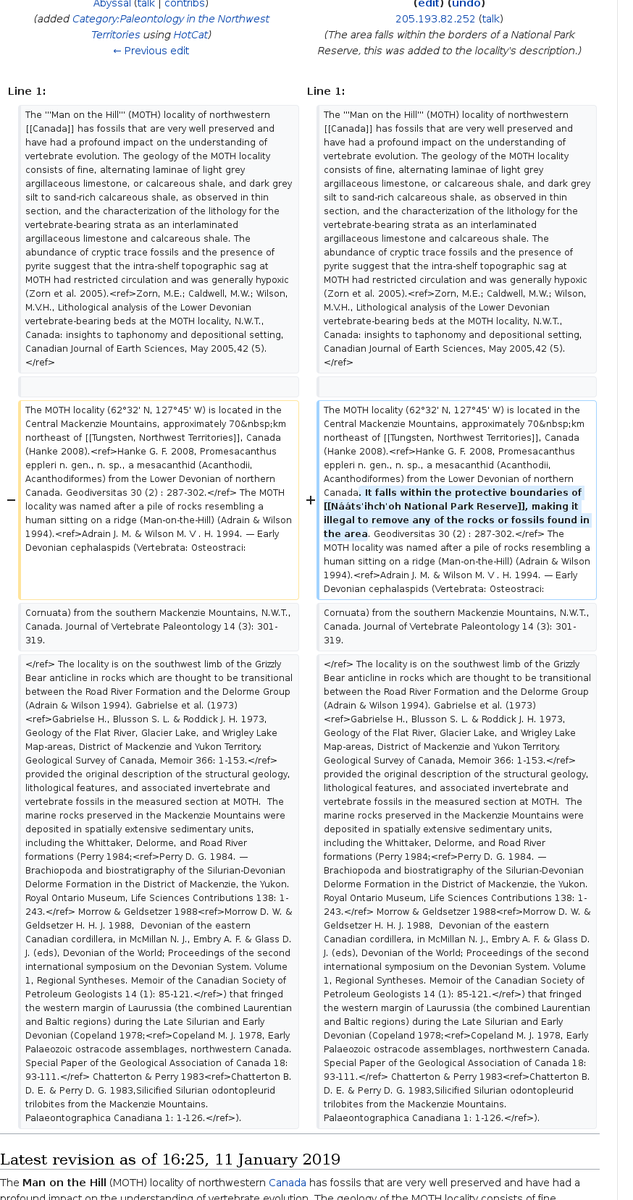 Abyssal (talk | contribs)
(added Category:Paleontology in the Northwest
Territories using HotCat)
← Previous edit
(edit) (undo)
205.193.82.252 (talk)
(The area falls within the borders of a National Park
Reserve, this was added to the locality's description.)
Line 1:
Line 1:
The '''Man on the Hill''' (MOTH) locality of northwestern
[[Canada]] has fossils that are very well preserved and
have had a profound impact on the understanding of
vertebrate evolution. The geology of the MOTH locality
consists of fine, alternating laminae of light grey
argillaceous limestone, or calcareous shale, and dark grey
silt to sand-rich calcareous shale, as observed in thin
section, and the characterization of the lithology for the
vertebrate-bearing strata as an interlaminated
argillaceous limestone and calcareous shale. The
abundance of cryptic trace fossils and the presence of
pyrite suggest that the intra-shelf topographic sag at
MOTH had restricted circulation and was generally hypoxic
(Zorn et al. 2005).<ref>Zorn, M.E.; Caldwell, M.W.; Wilson,
M.V.H., Lithological analysis of the Lower Devonian
vertebrate-bearing beds at the MOTH locality, N.W.T.,
Canada: insights to taphonomy and depositional setting,
Canadian Journal of Earth Sciences, May 2005,42 (5).
</ref>
The '''Man on the Hill''' (MOTH) locality of northwestern
[[Canada]] has fossils that are very well preserved and
have had a profound impact on the understanding of
vertebrate evolution. The geology of the MOTH locality
consists of fine, alternating laminae of light grey
argillaceous limestone, or calcareous shale, and dark grey
silt to sand-rich calcareous shale, as observed in thin
section, and the characterization of the lithology for the
vertebrate-bearing strata as an interlaminated
argillaceous limestone and calcareous shale. The
abundance of cryptic trace fossils and the presence of
pyrite suggest that the intra-shelf topographic sag at
MOTH had restricted circulation and was generally hypoxic
(Zorn et al. 2005).<ref>Zorn, M.E.; Caldwell, M.W.; Wilson,
M.V.H., Lithological analysis of the Lower Devonian
vertebrate-bearing beds at the MOTH locality, N.W.T.,
Canada: insights to taphonomy and depositional setting,
Canadian Journal of Earth Sciences, May 2005,42 (5).
</ref>
−
The MOTH locality (62°32' N, 127°45' W) is located in the
Central Mackenzie Mountains, approximately 70&nbsp;km
northeast of [[Tungsten, Northwest Territories]], Canada
(Hanke 2008).<ref>Hanke G. F. 2008, Promesacanthus
eppleri n. gen., n. sp., a mesacanthid (Acanthodii,
Acanthodiformes) from the Lower Devonian of northern
Canada. Geodiversitas 30 (2) : 287-302.</ref> The MOTH
locality was named after a pile of rocks resembling a
human sitting on a ridge (Man-on-the-Hill) (Adrain & Wilson
1994).<ref>Adrain J. M. & Wilson M. V . H. 1994. — Early
Devonian cephalaspids (Vertebrata: Osteostraci:
+
The MOTH locality (62°32' N, 127°45' W) is located in the
Central Mackenzie Mountains, approximately 70&nbsp;km
northeast of [[Tungsten, Northwest Territories]], Canada
(Hanke 2008).<ref>Hanke G. F. 2008, Promesacanthus
eppleri n. gen., n. sp., a mesacanthid (Acanthodii,
Acanthodiformes) from the Lower Devonian of northern
Canada. It falls within the protective boundaries of
[[Nááts'ihch'oh National Park Reserve]], making it
illegal to remove any of the rocks or fossils found in
the area. Geodiversitas 30 (2) : 287-302.</ref> The
MOTH locality was named after a pile of rocks resembling a
human sitting on a ridge (Man-on-the-Hill) (Adrain & Wilson
1994).<ref>Adrain J. M. & Wilson M. V . H. 1994. — Early
Devonian cephalaspids (Vertebrata: Osteostraci:
Cornuata) from the southern Mackenzie Mountains, N.W.T.,
Canada. Journal of Vertebrate Paleontology 14 (3): 301-
319.
Cornuata) from the southern Mackenzie Mountains, N.W.T.,
Canada. Journal of Vertebrate Paleontology 14 (3): 301-
319.
</ref> The locality is on the southwest limb of the Grizzly
Bear anticline in rocks which are thought to be transitional
between the Road River Formation and the Delorme Group
(Adrain & Wilson 1994). Gabrielse et al. (1973)
<ref>Gabrielse H., Blusson S. L. & Roddick J. H. 1973,
Geology of the Flat River, Glacier Lake, and Wrigley Lake
Map-areas, District of Mackenzie and Yukon Territory.
Geological Survey of Canada, Memoir 366: 1-153.</ref>
provided the original description of the structural geology,
lithological features, and associated invertebrate and
vertebrate fossils in the measured section at MOTH.  The
marine rocks preserved in the Mackenzie Mountains were
deposited in spatially extensive sedimentary units,
including the Whittaker, Delorme, and Road River
formations (Perry 1984;<ref>Perry D. G. 1984. —
Brachiopoda and biostratigraphy of the Silurian-Devonian
Delorme Formation in the District of Mackenzie, the Yukon.
Royal Ontario Museum, Life Sciences Contributions 138: 1-
243.</ref> Morrow & Geldsetzer 1988<ref>Morrow D. W. &
Geldsetzer H. H. J. 1988,  Devonian of the eastern
Canadian cordillera, in McMillan N. J., Embry A. F. & Glass D.
J. (eds), Devonian of the World; Proceedings of the second
international symposium on the Devonian System. Volume
1, Regional Syntheses. Memoir of the Canadian Society of
Petroleum Geologists 14 (1): 85-121.</ref>) that fringed
the western margin of Laurussia (the combined Laurentian
and Baltic regions) during the Late Silurian and Early
Devonian (Copeland 1978;<ref>Copeland M. J. 1978, Early
Palaeozoic ostracode assemblages, northwestern Canada.
Special Paper of the Geological Association of Canada 18:
93-111.</ref> Chatterton & Perry 1983<ref>Chatterton B.
D. E. & Perry D. G. 1983,Silicified Silurian odontopleurid
trilobites from the Mackenzie Mountains.
Palaeontographica Canadiana 1: 1-126.</ref>).
</ref> The locality is on the southwest limb of the Grizzly
Bear anticline in rocks which are thought to be transitional
between the Road River Formation and the Delorme Group
(Adrain & Wilson 1994). Gabrielse et al. (1973)
<ref>Gabrielse H., Blusson S. L. & Roddick J. H. 1973,
Geology of the Flat River, Glacier Lake, and Wrigley Lake
Map-areas, District of Mackenzie and Yukon Territory.
Geological Survey of Canada, Memoir 366: 1-153.</ref>
provided the original description of the structural geology,
lithological features, and associated invertebrate and
vertebrate fossils in the measured section at MOTH.  The
marine rocks preserved in the Mackenzie Mountains were
deposited in spatially extensive sedimentary units,
including the Whittaker, Delorme, and Road River
formations (Perry 1984;<ref>Perry D. G. 1984. —
Brachiopoda and biostratigraphy of the Silurian-Devonian
Delorme Formation in the District of Mackenzie, the Yukon.
Royal Ontario Museum, Life Sciences Contributions 138: 1-
243.</ref> Morrow & Geldsetzer 1988<ref>Morrow D. W. &
Geldsetzer H. H. J. 1988,  Devonian of the eastern
Canadian cordillera, in McMillan N. J., Embry A. F. & Glass D.
J. (eds), Devonian of the World; Proceedings of the second
international symposium on the Devonian System. Volume
1, Regional Syntheses. Memoir of the Canadian Society of
Petroleum Geologists 14 (1): 85-121.</ref>) that fringed
the western margin of Laurussia (the combined Laurentian
and Baltic regions) during the Late Silurian and Early
Devonian (Copeland 1978;<ref>Copeland M. J. 1978, Early
Palaeozoic ostracode assemblages, northwestern Canada.
Special Paper of the Geological Association of Canada 18:
93-111.</ref> Chatterton & Perry 1983<ref>Chatterton B.
D. E. & Perry D. G. 1983,Silicified Silurian odontopleurid
trilobites from the Mackenzie Mountains.
Palaeontographica Canadiana 1: 1-126.</ref>).
Latest revision as of 16:25, 11 January 2019
The Man on the Hill (MOTH) locality of northwestern Canada has fossils that are very well preserved and have had a
profound impact on the understanding of vertebrate evolution. The geology of the MOTH locality consists of fine,